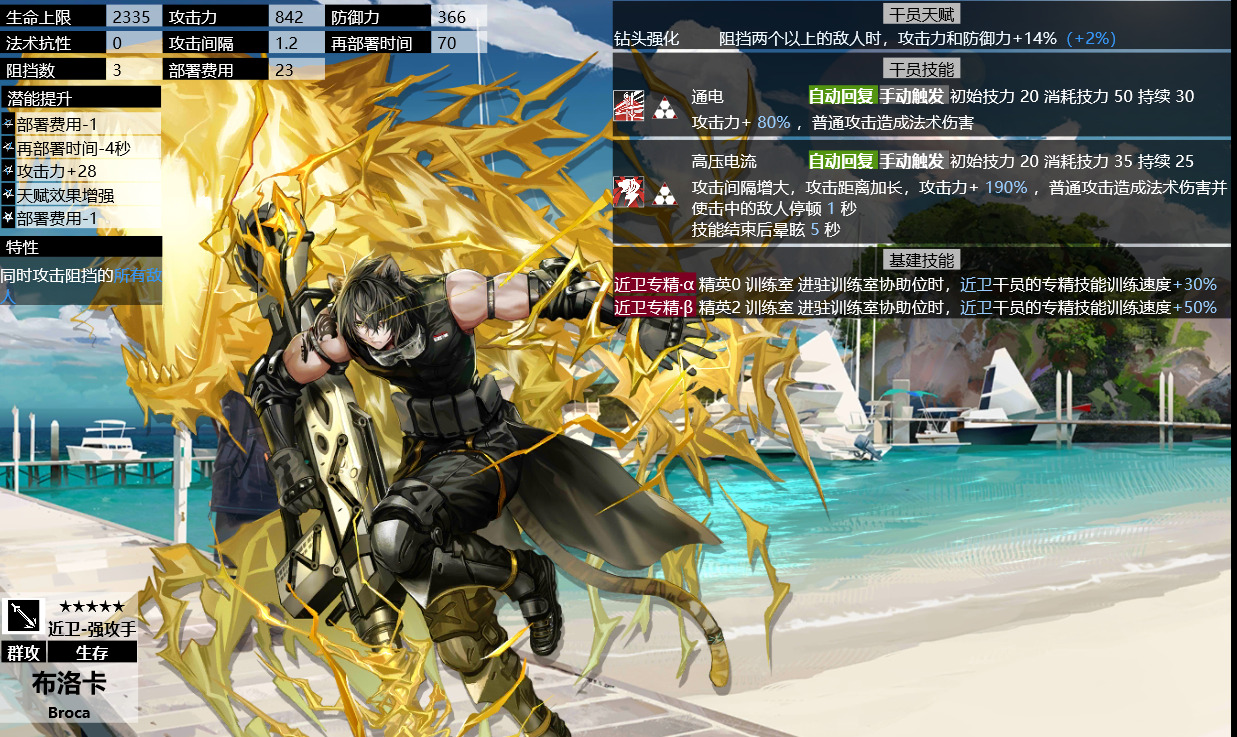 生命上限 2335 攻击力 842 防御力 366
法术抗性 0 攻击间隔 1.2 再部署时间 70
阻挡数 3 部署费用 23
潜能提升
部署费用-1
再部署时间-4秒
攻击力+28
天赋效果增强
部署费用-1
特性
同时攻击阻挡的所有敌
人
★★★★★
近卫-强攻手
群攻 生存
布洛卡
Broca
干员天赋
钻头强化 阻挡两个以上的敌人时，攻击力和防御力+14%（+2%）
干员技能
通电 自动回复 手动触发 初始技力 20 消耗技力 50 持续 30
攻击力+ 80% ，普通攻击造成法术伤害
高压电流 自动回复 手动触发 初始技力 20 消耗技力 35 持续 25
攻击间隔增大，攻击距离加长，攻击力+ 190% ，普通攻击造成法术伤害并
使击中的敌人停顿 1 秒
技能结束后晕眩 5 秒
基建技能
近卫专精·α 精英0 训练室 进驻训练室协助位时，近卫干员的专精技能训练速度+30%
近卫专精·β 精英2 训练室 进驻训练室协助位时，近卫干员的专精技能训练速度+50%